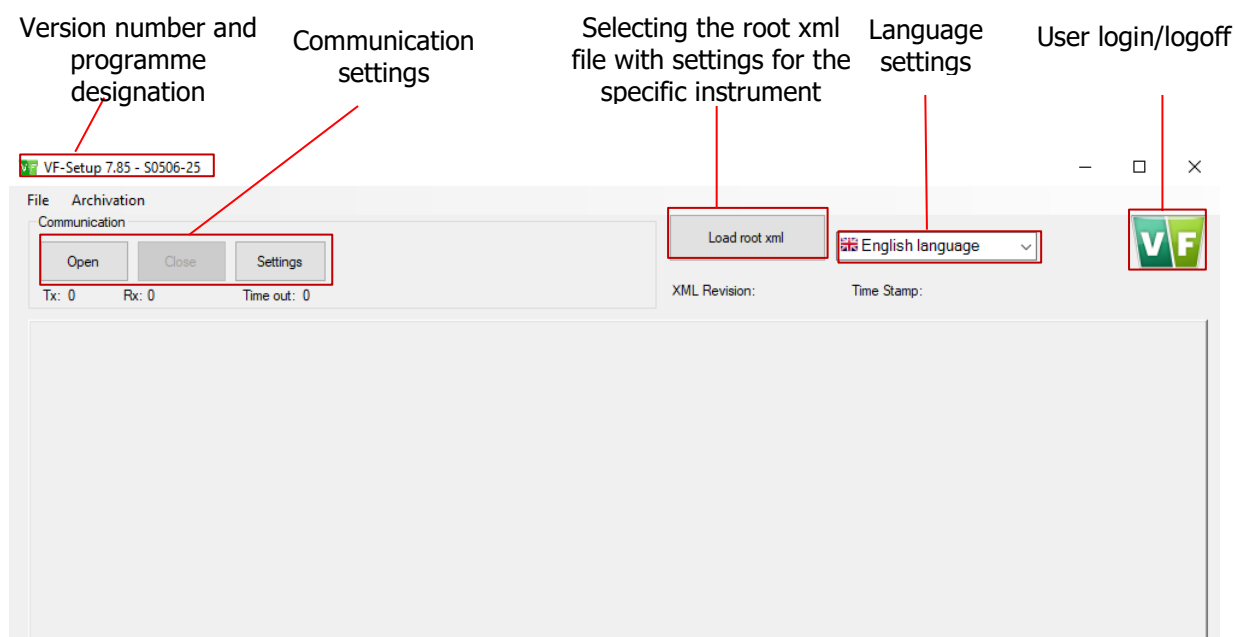 Version number and
programme
designation
Communication
settings
Selecting the root xml
file with settings for the
specific instrument
Language
settings
User login/logoff
VF VF-Setup 7.85 - S0506-25
File Archivation
Communication
Open Close Settings
Tx: 0 Rx: 0 Time out: 0
Load root xml
English language
VF
XML Revision: Time Stamp: